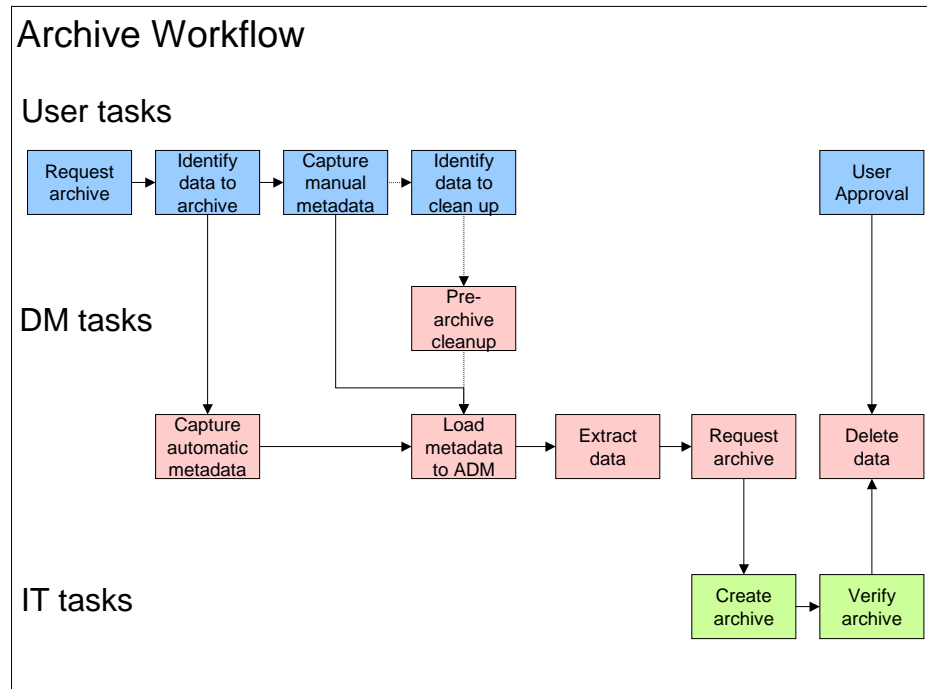 Archive Workflow
User tasks
Request
archive
Identify
data to
archive
Capture
manual
metadata
Identify
data to
clean up
User
Approval
DM tasks
Pre-
archive
cleanup
Capture
automatic
metadata
Load
metadata
to ADM
Extract
data
Request
archive
Delete
data
IT tasks
Create
archive
Verify
archive